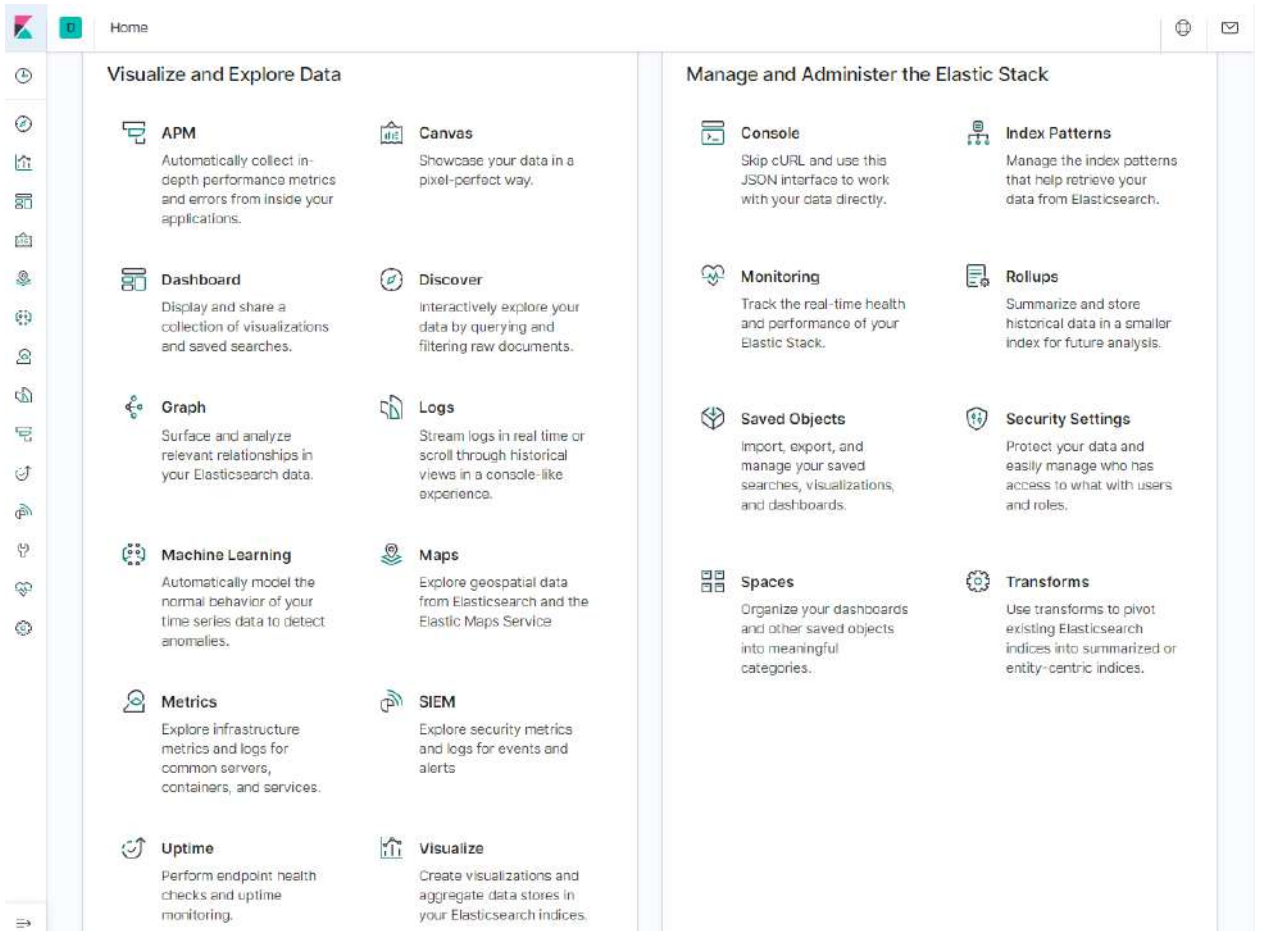 D
Home
Visualize and Explore Data
APM
Automatically collect in-
depth performance metrics
and errors from inside your
applications.
Canvas
Showcase your data in a
pixel-perfect way.
Dashboard
Display and share a
collection of visualizations
and saved searches.
Discover
Interactively explore your
data by querying and
filtering raw documents.
Graph
Surface and analyze
relevant relationships in
your Elasticsearch data.
Logs
Stream logs in real time or
scroll through historical
views in a console-like
experience.
Machine Learning
Automatically model the
normal behavior of your
time series data to detect
anomalies.
Maps
Explore geospatial data
from Elasticsearch and the
Elastic Maps Service
Metrics
Explore infrastructure
metrics and logs for
common servers,
containers, and services.
SIEM
Explore security metrics
and logs for events and
alerts
Uptime
Perform endpoint health
checks and uptime
monitoring.
Visualize
Create visualizations and
aggregate data stores in
your Elasticsearch indices.
Manage and Administer the Elastic Stack
Console
Skip cURL and use this
JSON interface to work
with your data directly.
Index Patterns
Manage the index patterns
that help retrieve your
data from Elasticsearch.
Monitoring
Track the real-time health
and performance of your
Elastic Stack.
Rollups
Summarize and store
historical data in a smaller
index for future analysis.
Saved Objects
Import, export, and
manage your saved
searches, visualizations,
and dashboards.
Security Settings
Protect your data and
easily manage who has
access to what with users
and roles.
Spaces
Organize your dashboards
and other saved objects
into meaningful
categories.
Transforms
Use transforms to pivot
existing Elasticsearch
indices into summarized or
entity-centric indices.